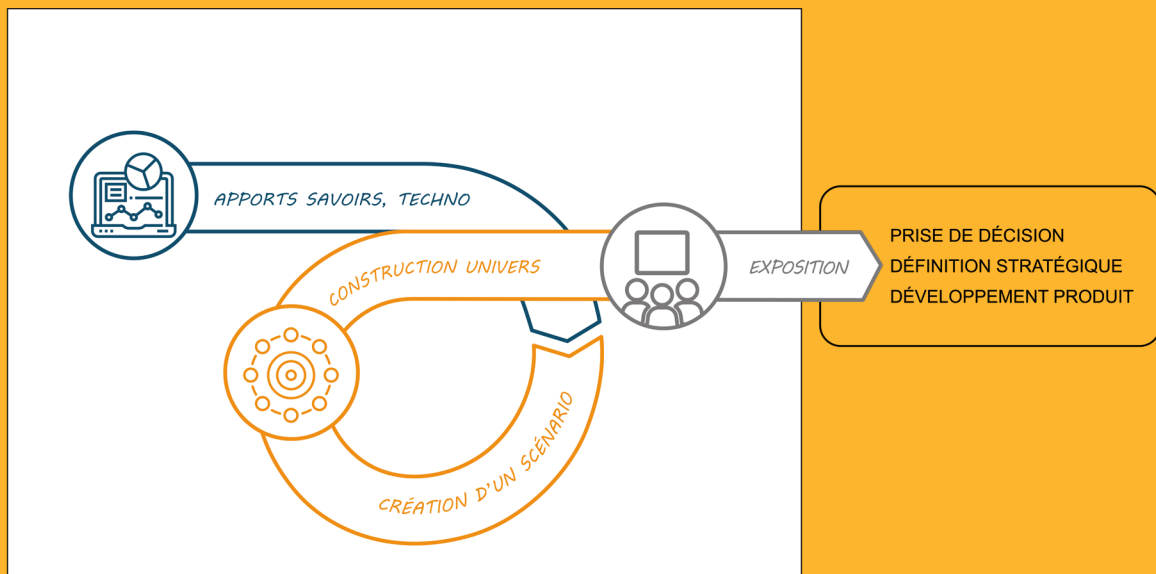 APPORTS SAVOIRS, TECHNO
CONSTRUCTION UNIVERS
CRÉATION D'UN SCÉNARIO
EXPOSITION
PRISE DE DÉCISION
DÉFINITION STRATÉGIQUE
DÉVELOPPEMENT PRODUIT